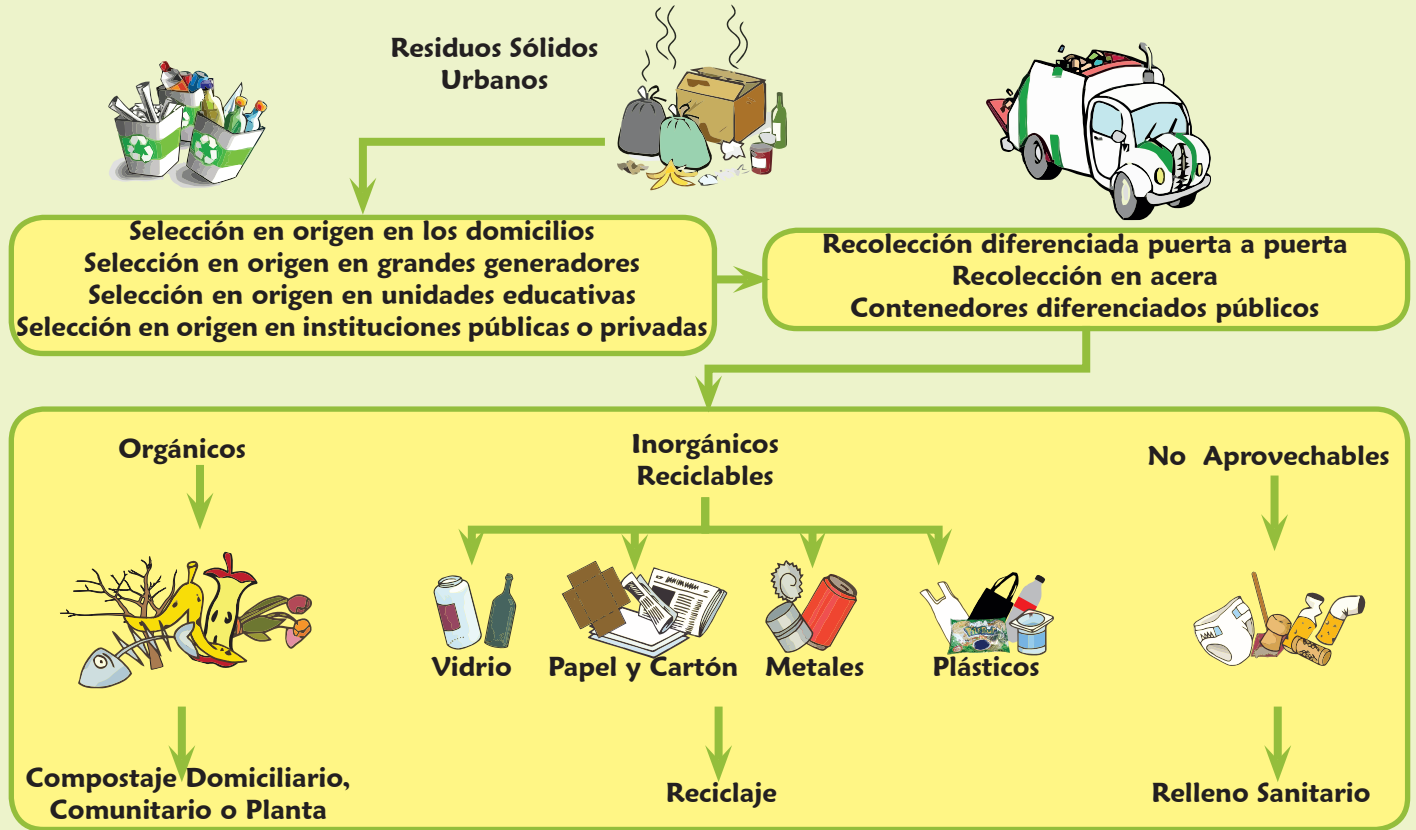 Residuos Sólidos
Urbanos
Selección en origen en los domicilios
Selección en origen en grandes generadores
Selección en origen en unidades educativas
Selección en origen en instituciones públicas o privadas
Recolección diferenciada puerta a puerta
Recolección en acera
Contenedores diferenciados públicos
Orgánicos
Inorgánicos
Reciclables
No Aprovechables
Vidrio
Papel y Cartón
Metales
Plásticos
Compostaje Domiciliario,
Comunitario o Planta
Reciclaje
Relleno Sanitario